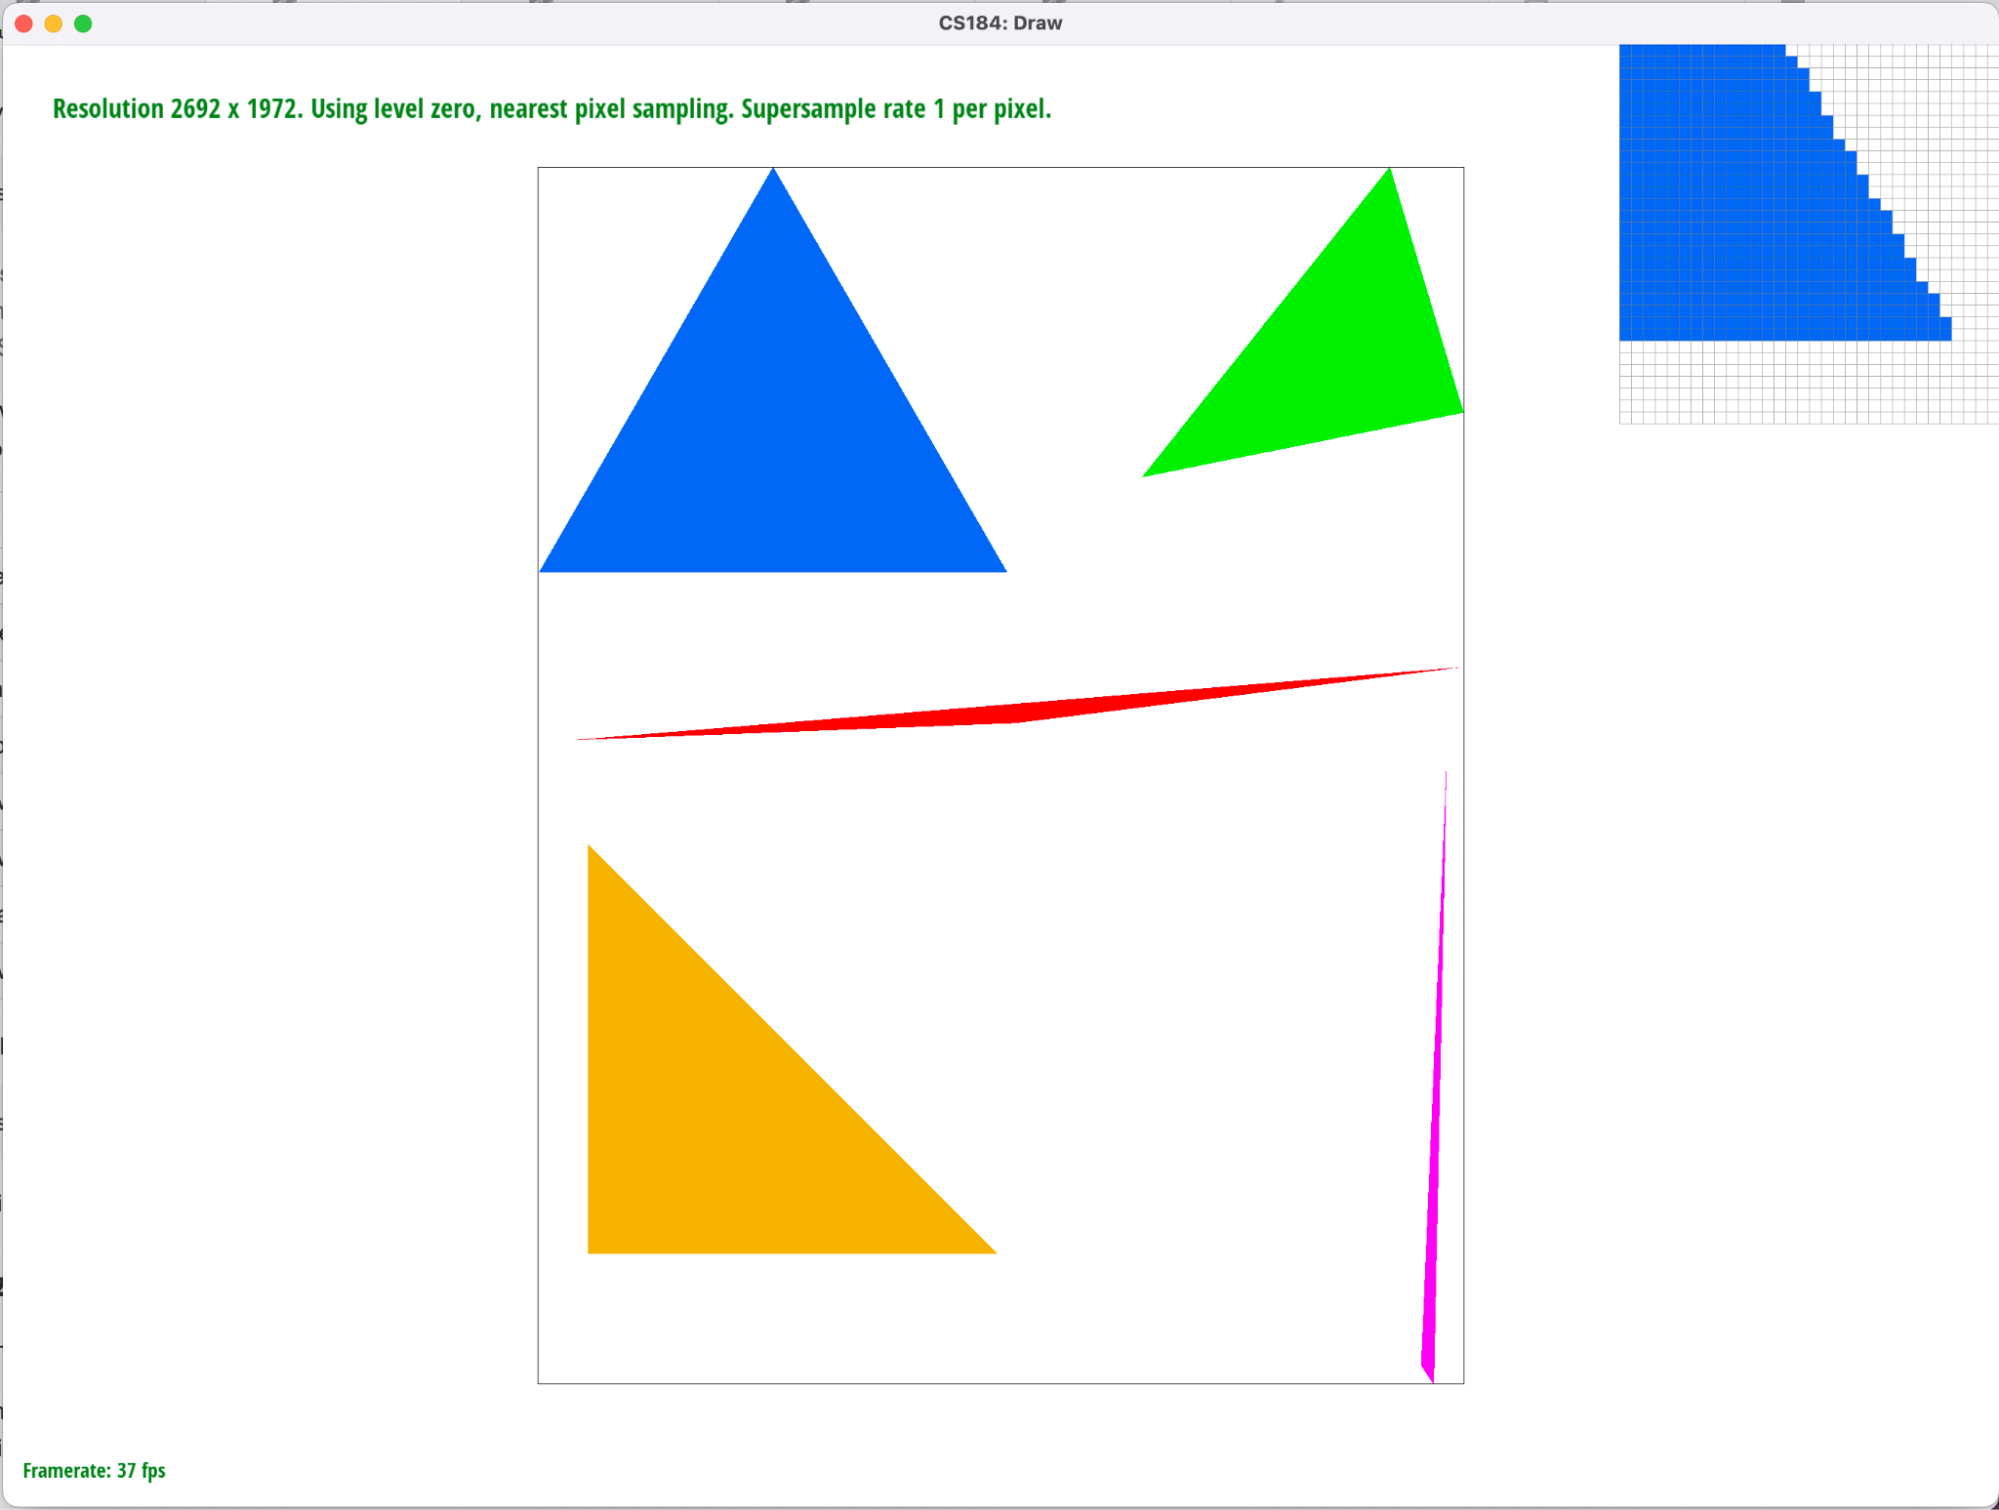 CS184: Draw
Resolution 2692 x 1972. Using level zero, nearest pixel sampling. Supersample rate 1 per pixel.
Framerate: 37 fps